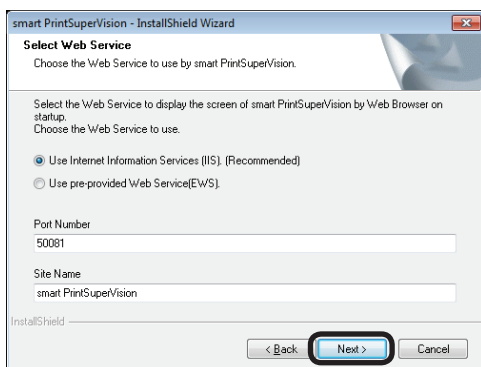 smart PrintSuperVision - InstallShield Wizard
Select Web Service
Choose the Web Service to use by smart PrintSuperVision.
Select the Web Service to display the screen of smart PrintSuperVision by Web Browser on
startup.
Choose the Web Service to use.
Use Internet Information Services (IIS). (Recommended)
Use pre-provided Web Service(EWS).
Port Number
50081
Site Name
smart PrintSuperVision
InstallShield
< Back Next > Cancel